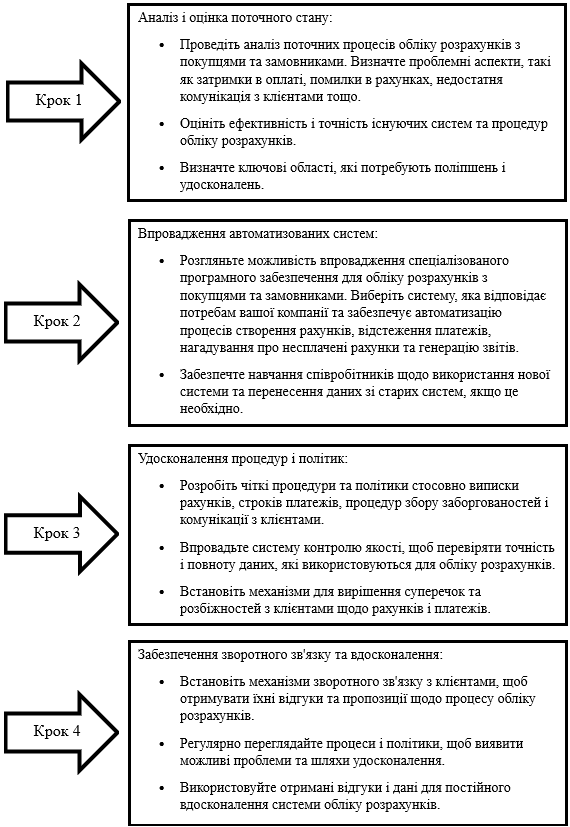 Аналіз і оцінка поточного стану:
• Проведіть аналіз поточних процесів обліку розрахунків з
покупцями та замовниками. Визначте проблемні аспекти, такі
як затримки в оплаті, помилки в рахунках, недостатня
комунікація з клієнтами тощо.
Крок 1
• Оцініть ефективність і точність існуючих систем та процедур
обліку розрахунків.
• Визначте ключові області, які потребують поліпшень і
удосконалень.
Впровадження автоматизованих систем:
• Розгляньте можливість впровадження спеціалізованого
програмного забезпечення для обліку розрахунків з
покупцями та замовниками. Виберіть систему, яка відповідає
Крок 2
потребам вашої компанії та забезпечує автоматизацію
процесів створення рахунків, відстеження платежів,
нагадування про несплачені рахунки та генерацію звітів.
• Забезпечте навчання співробітників щодо використання нової
системи та перенесення даних зі старих систем, якщо це
необхідно.
Удосконалення процедур і політик:
• Розробіть чіткі процедури та політики стосовно виписки
рахунків, строків платежів, процедур збору заборгованостей і
комунікації з клієнтами.
Крок 3
• Впровадьте систему контролю якості, щоб перевіряти точність
і повноту даних, які використовуються для обліку розрахунків.
• Встановіть механізми для вирішення суперечок та
розбіжностей з клієнтами щодо рахунків і платежів.
Забезпечення зворотного зв'язку та вдосконалення:
• Встановіть механізми зворотного зв'язку з клієнтами, щоб
отримувати їхні відгуки та пропозиції щодо процесу обліку
розрахунків.
Крок 4
• Регулярно переглядайте процеси і політики, щоб виявити
можливі проблеми та шляхи удосконалення.
• Використовуйте отримані відгуки і дані для постійного
вдосконалення системи обліку розрахунків.